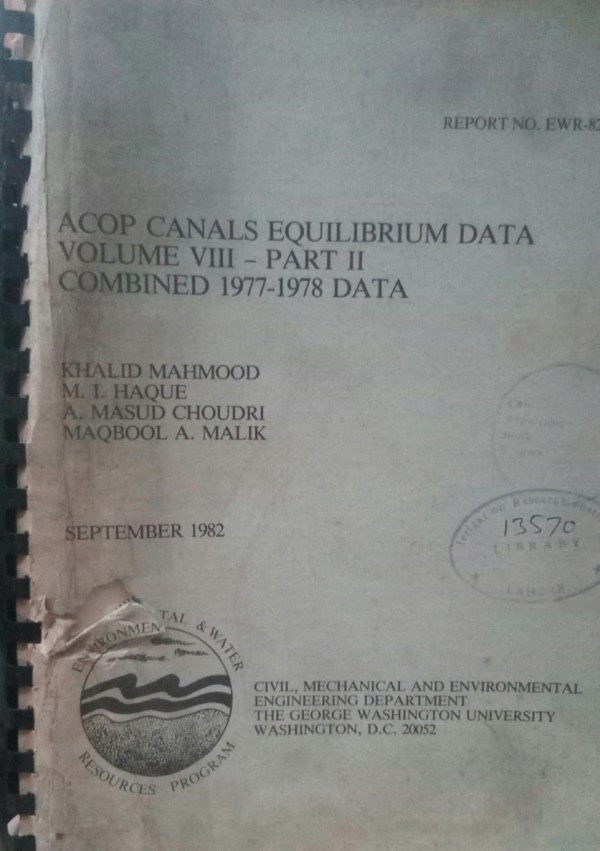 REPORT NO. EWR-82
ACOP CANALS EQUILIBRIUM DATA
VOLUME VIII - PART II
COMBINED 1977-1978 DATA
KHALID MAHMOOD
M. I. HAQUE
A. MASUD CHOUDRI
MAQBOOL A. MALIK
SEPTEMBER 1982
Irrigation Research
13570
LIBRARY
ENVIRONMENTAL & WATER
RESOURCES PROGRAM
CIVIL, MECHANICAL AND ENVIRONMENTAL
ENGINEERING DEPARTMENT
THE GEORGE WASHINGTON UNIVERSITY
WASHINGTON, D.C. 20052